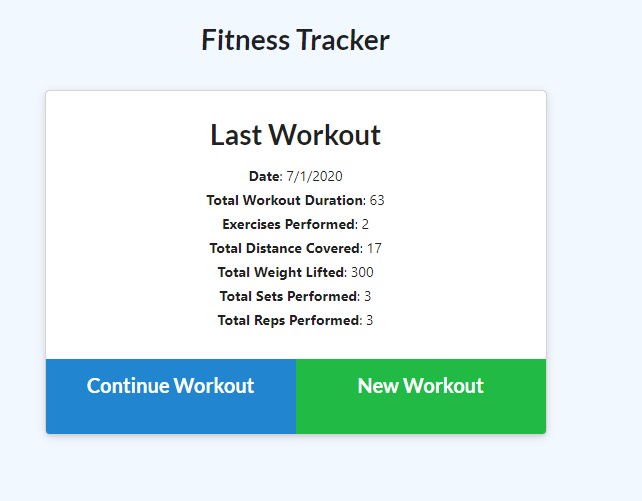 Fitness Tracker
Last Workout
Date: 7/1/2020
Total Workout Duration: 63
Exercises Performed: 2
Total Distance Covered: 17
Total Weight Lifted: 300
Total Sets Performed: 3
Total Reps Performed: 3
Continue Workout New Workout